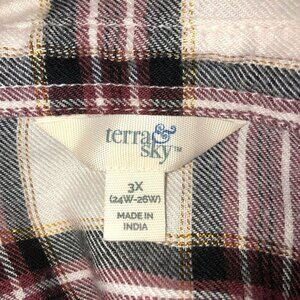 terra&
sky™
3X
(24W-26W)
MADE IN
INDIA